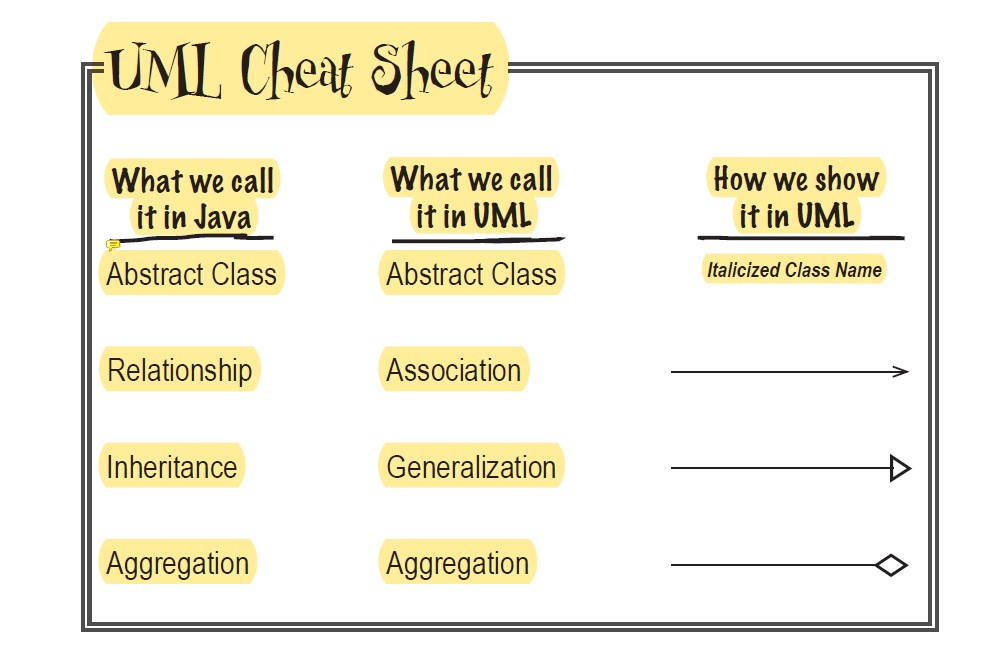 UML Cheat Sheet
What we call
it in Java
What we call
it in UML
How we show
it in UML
Abstract Class
Abstract Class
Italicized Class Name
Relationship
Association
Inheritance
Generalization
Aggregation
Aggregation